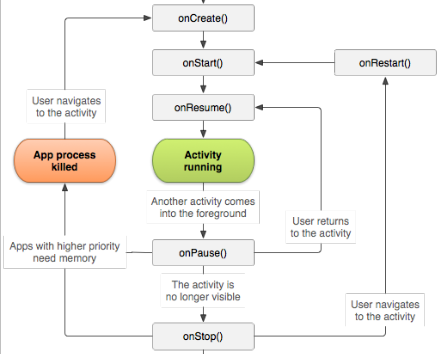 onCreate()
onStart()
onRestart()
onResume()
User navigates
to the activity
App process
killed
Activity
running
Another activity comes
into the foreground
User returns
to the activity
Apps with higher priority
need memory
onPause()
The activity is
no longer visible
User navigates
to the activity
onStop()